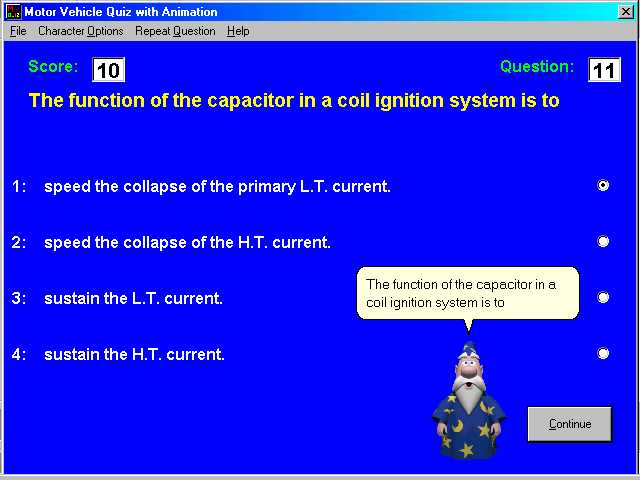 Motor Vehicle Quiz with Animation
File Character Options Repeat Question Help
Score: 10 Question: 11
The function of the capacitor in a coil ignition system is to
1: speed the collapse of the primary L.T. current.
2: speed the collapse of the H.T. current.
The function of the capacitor in a
coil ignition system is to
3: sustain the L.T. current.
4: sustain the H.T. current.
Continue